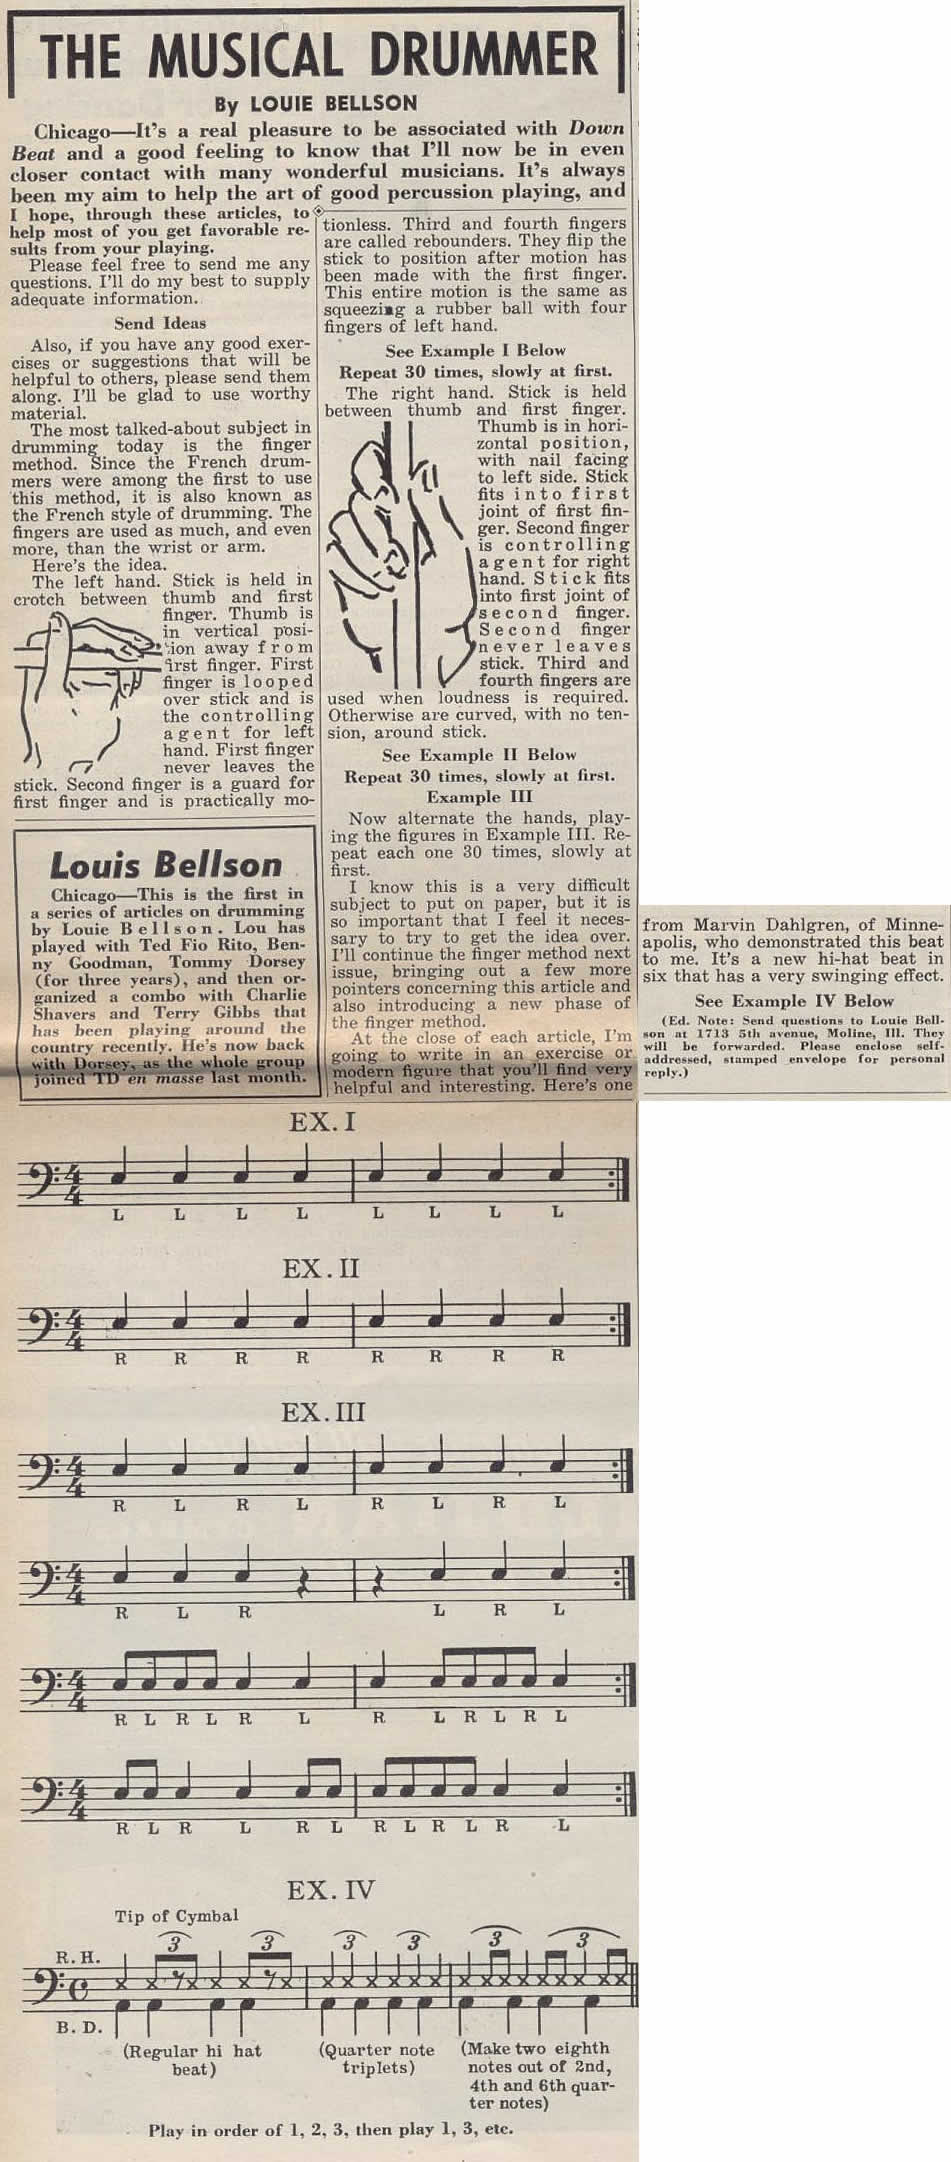 THE MUSICAL DRUMMER
By LOUIE BELLSON
Chicago—It's a real pleasure to be associated with Down
Beat and a good feeling to know that I'll now be in even
closer contact with many wonderful musicians. It's always
been my aim to help the art of good percussion playing, and
I hope, through these articles, to
help most of you get favorable re-
sults from your playing.
Please feel free to send me any
questions. I'll do my best to supply
adequate information.
Send Ideas
Also, if you have any good exer-
cises or suggestions that will be
helpful to others, please send them
along. I'll be glad to use worthy
material.
The most talked-about subject in
drumming today is the finger
method. Since the French drum-
mers were among the first to use
this method, it is also known as
the French style of drumming. The
fingers are used as much, and even
more, than the wrist or arm.
Here's the idea.
The left hand. Stick is held in
crotch between thumb and first
finger. Thumb is
in vertical posi-
tion away from
first finger. First
finger is looped
over stick and is
the controlling
agent for left
hand. First finger
never leaves the
stick. Second finger is a guard for
first finger and is practically mo-
tionless. Third and fourth fingers
are called rebounders. They flip the
stick to position after motion has
been made with the first finger.
This entire motion is the same as
squeezing a rubber ball with four
fingers of left hand.
See Example I Below
Repeat 30 times, slowly at first.
The right hand. Stick is held
between thumb and first finger.
Thumb is in hori-
zontal position,
with nail facing
to left side. Stick
fits into first
joint of first fin-
ger. Second finger
is controlling
agent for right
hand. Stick fits
into first joint of
second finger.
Second finger
never leaves
stick. Third and
fourth fingers are
used when loudness is required.
Otherwise are curved, with no ten-
sion, around stick.
See Example II Below
Repeat 30 times, slowly at first.
Example III
Now alternate the hands, play-
ing the figures in Example III. Re-
peat each one 30 times, slowly at
first.
I know this is a very difficult
subject to put on paper, but it is
so important that I feel it neces-
sary to try to get the idea over.
I'll continue the finger method next
issue, bringing out a few more
pointers concerning this article and
also introducing a new phase of
the finger method.
At the close of each article, I'm
going to write in an exercise or
modern figure that you'll find very
helpful and interesting. Here's one
from Marvin Dahlgren, of Minne-
apolis, who demonstrated this beat
to me. It's a new hi-hat beat in
six that has a very swinging effect.
See Example IV Below
(Ed. Note: Send questions to Louie Bell-
son at 1713 5th avenue, Moline, Ill. They
will be forwarded. Please enclose self-
addressed, stamped envelope for personal
reply.)
Louis Bellson
Chicago—This is the first in
a series of articles on drumming
by Louie Bellson. Lou has
played with Ted Fio Rito, Ben-
ny Goodman, Tommy Dorsey
(for three years), and then or-
ganized a combo with Charlie
Shavers and Terry Gibbs that
has been playing around the
country recently. He's now back
with Dorsey, as the whole group
joined TD en masse last month.
EX. I
4
4
L L L L L L L L
EX. II
4
4
R R R R R R R R
EX. III
4
4
R L R L R L R L
4
4
R L R L R L
4
4
R L R L R L R L R L R L
4
4
R L R L R L R L R L R L
EX. IV
Tip of Cymbal
3 3 3 3 3 3
R. H.
B. D.
(Regular hi hat
beat)
(Quarter note
triplets)
(Make two eighth
notes out of 2nd,
4th and 6th quar-
ter notes)
Play in order of 1, 2, 3, then play 1, 3, etc.